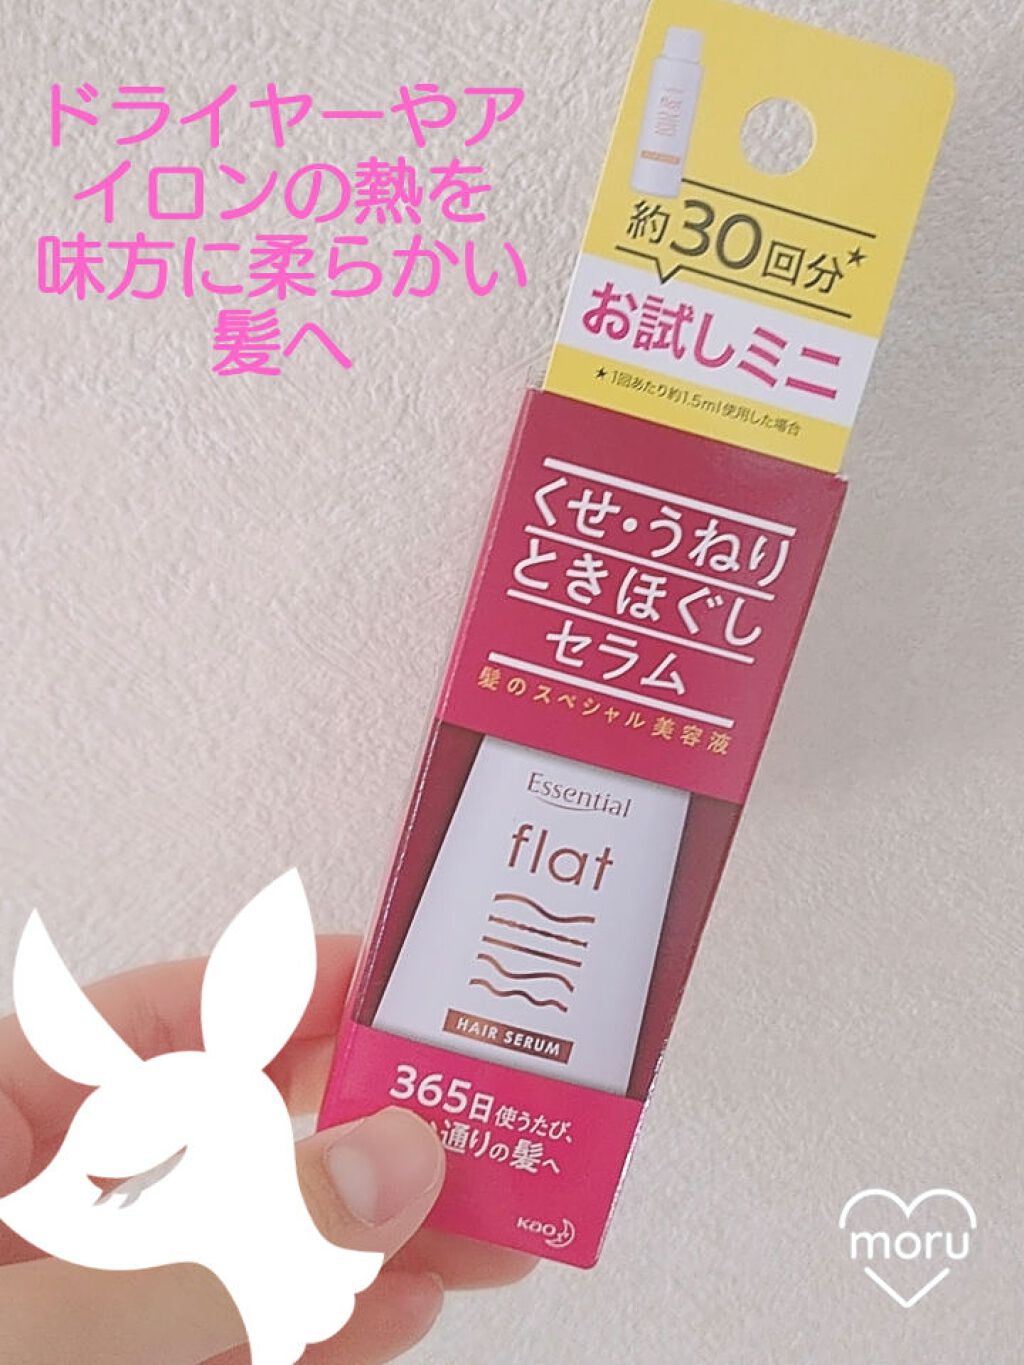 ドライヤーやア
イロンの熱を
味方に柔らかい
髪へ
flat
約30回分★
お試しミニ
★1回あたり約1.5ml使用した場合
くせ・うねり
ときほぐし
セラム
髪のスペシャル美容液
Essential
flat
HAIR SERUM
365日使うたび、
通りの髪へ
kao
moru